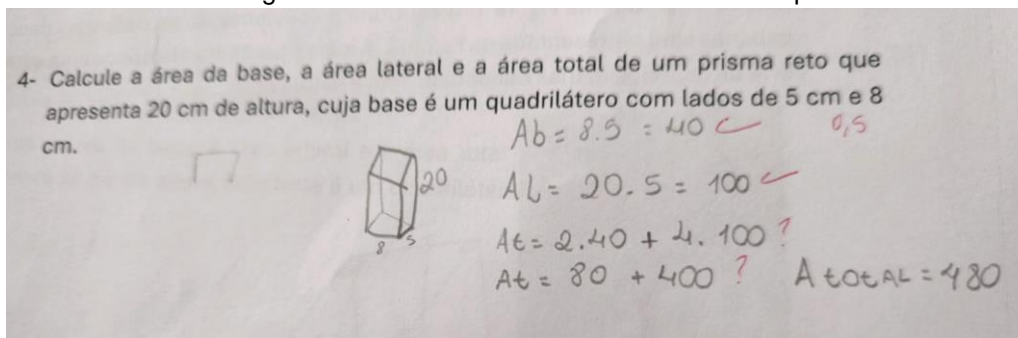 4- Calcule a área da base, a área lateral e a área total de um prisma reto que
apresenta 20 cm de altura, cuja base é um quadrilátero com lados de 5 cm e 8
cm.
Ab = 8.5 = 40
0,5
20
AL = 20. 5 = 100
8 5
At = 2.40 + 4. 100 ?
At = 80 + 400 ? A totAL = 480